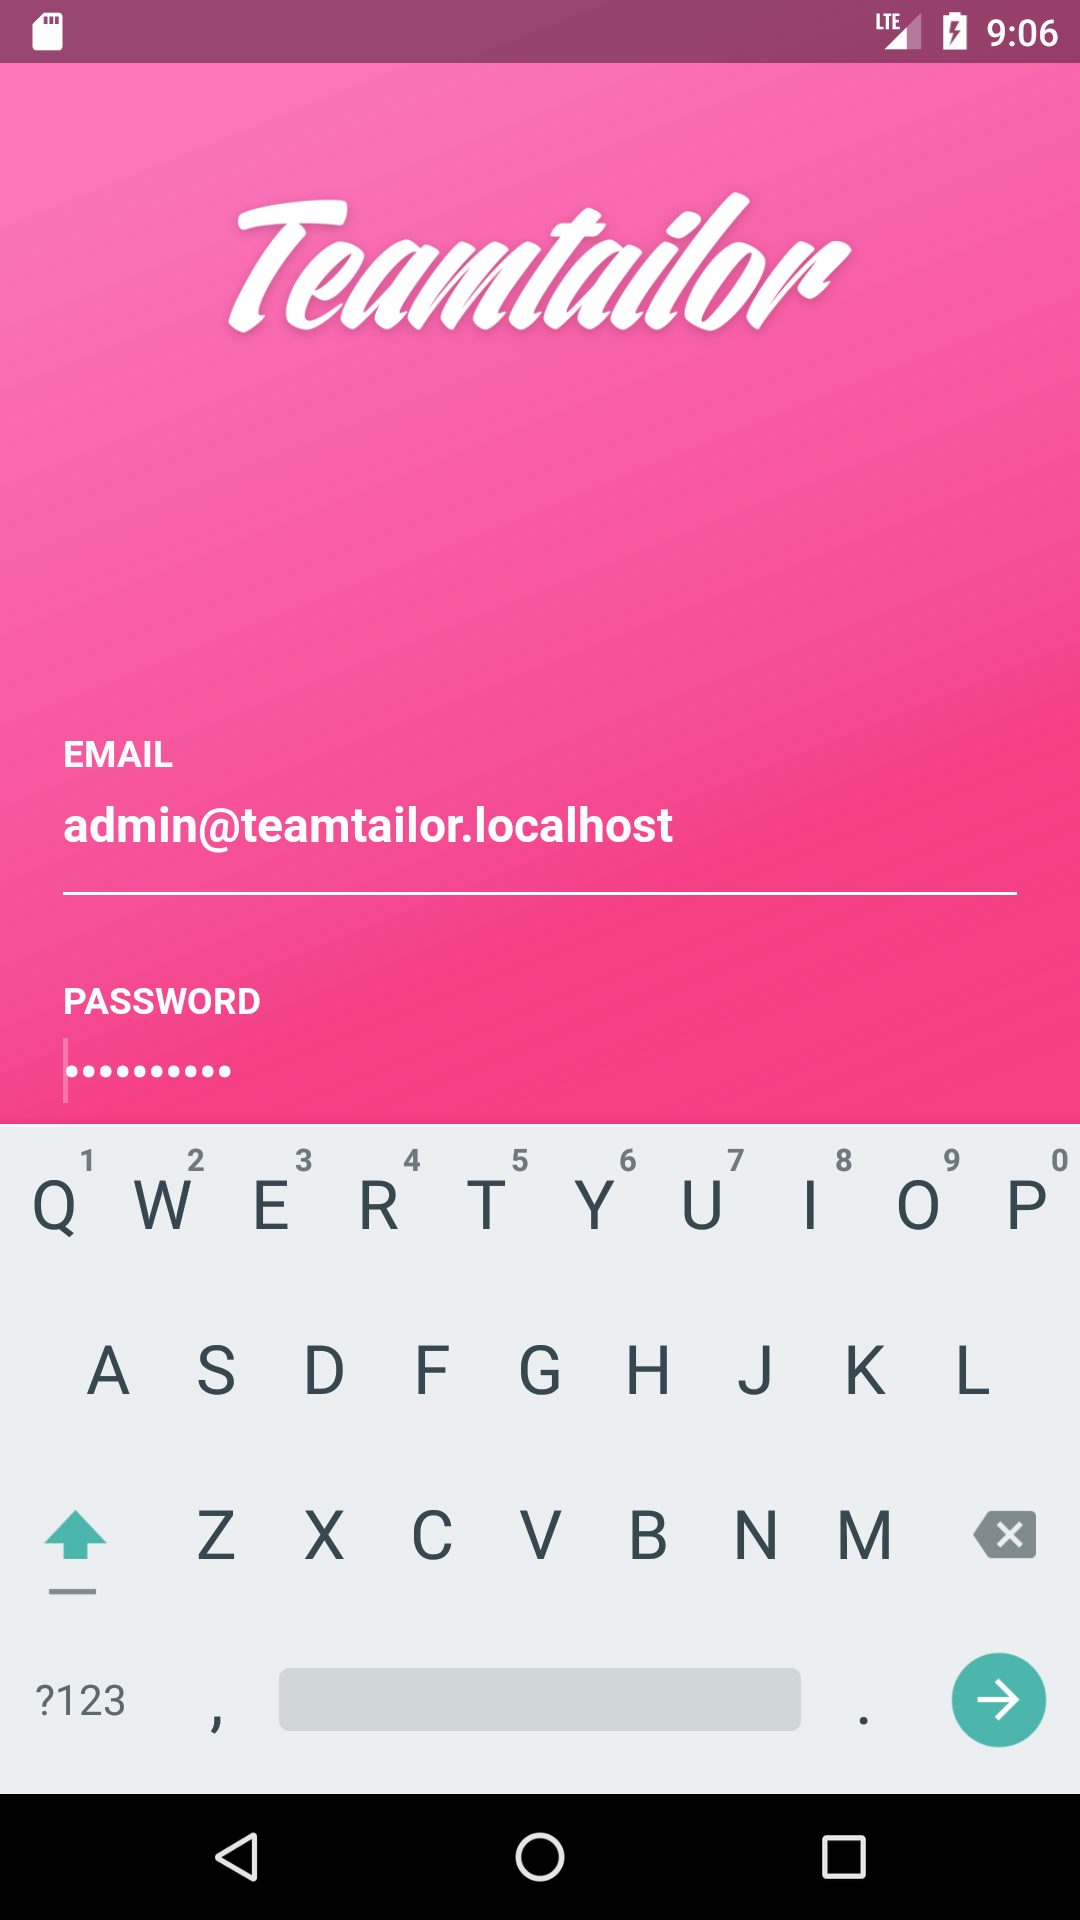 LTE 9:06
Teamtailor
EMAIL
admin@teamtailor.localhost
PASSWORD
••••••••••
1 2 3 4 5 6 7 8 9 0
Q W E R T Y U I O P
A S D F G H J K L
Z X C V B N M
?123 , .